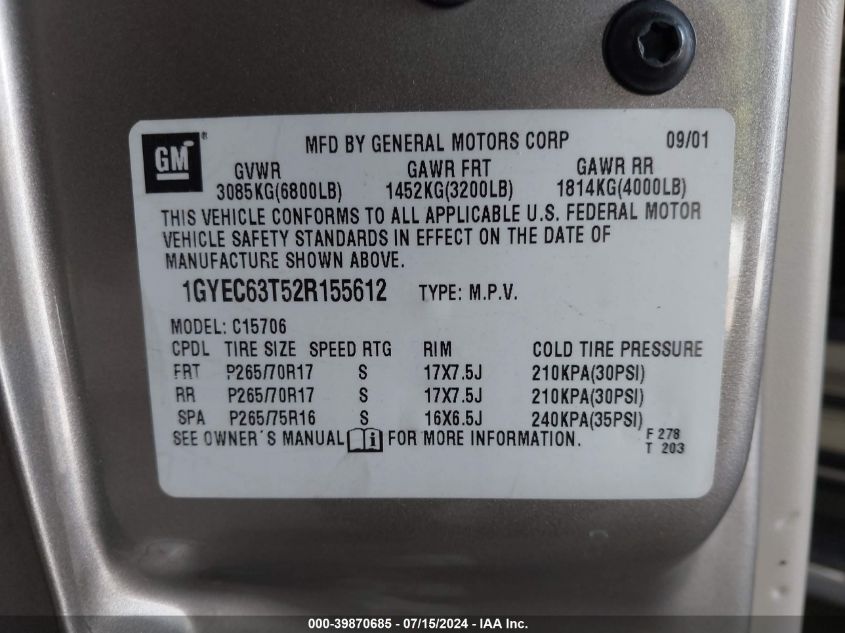 GM® MFD BY GENERAL MOTORS CORP 09/01
GVWR GAWR FRT GAWR RR
3085KG(6800LB) 1452KG(3200LB) 1814KG(4000LB)
THIS VEHICLE CONFORMS TO ALL APPLICABLE U.S. FEDERAL MOTOR
VEHICLE SAFETY STANDARDS IN EFFECT ON THE DATE OF
MANUFACTURE SHOWN ABOVE.
1GYEC63T52R155612 TYPE: M.P.V.
MODEL: C15706
CPDL TIRE SIZE SPEED RTG RIM COLD TIRE PRESSURE
FRT P265/70R17 S 17X7.5J 210KPA(30PSI)
RR P265/70R17 S 17X7.5J 210KPA(30PSI)
SPA P265/75R16 S 16X6.5J 240KPA(35PSI)
SEE OWNER'S MANUAL i FOR MORE INFORMATION. F 278
T 203
000-39870685 - 07/15/2024 - IAA Inc.